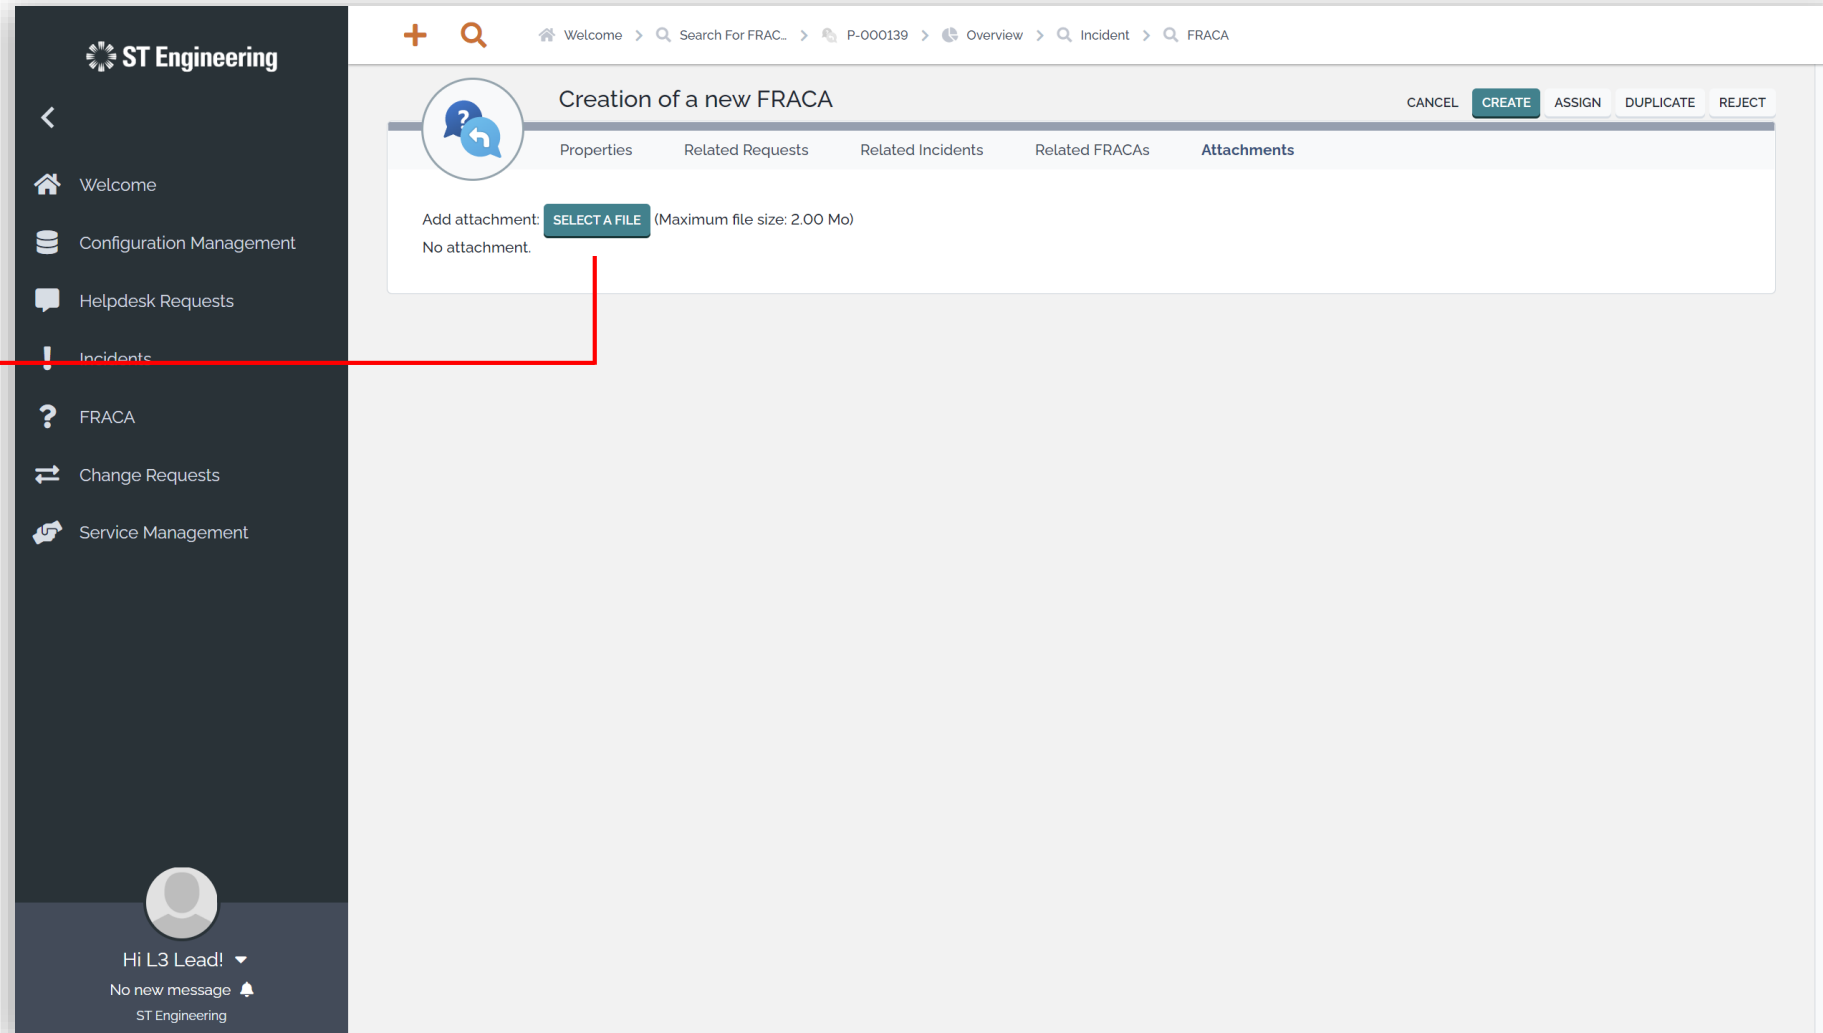 ST Engineering
Welcome
Configuration Management
Helpdesk Requests
Incidents
FRACA
Change Requests
Service Management
Hi L3 Lead!
No new message
ST Engineering
Welcome > Search For FRAC... > P-000139 > Overview > Incident > FRACA
Creation of a new FRACA
CANCEL CREATE ASSIGN DUPLICATE REJECT
Properties Related Requests Related Incidents Related FRACAs Attachments
Add attachment: SELECT A FILE (Maximum file size: 2.00 Mo)
No attachment.